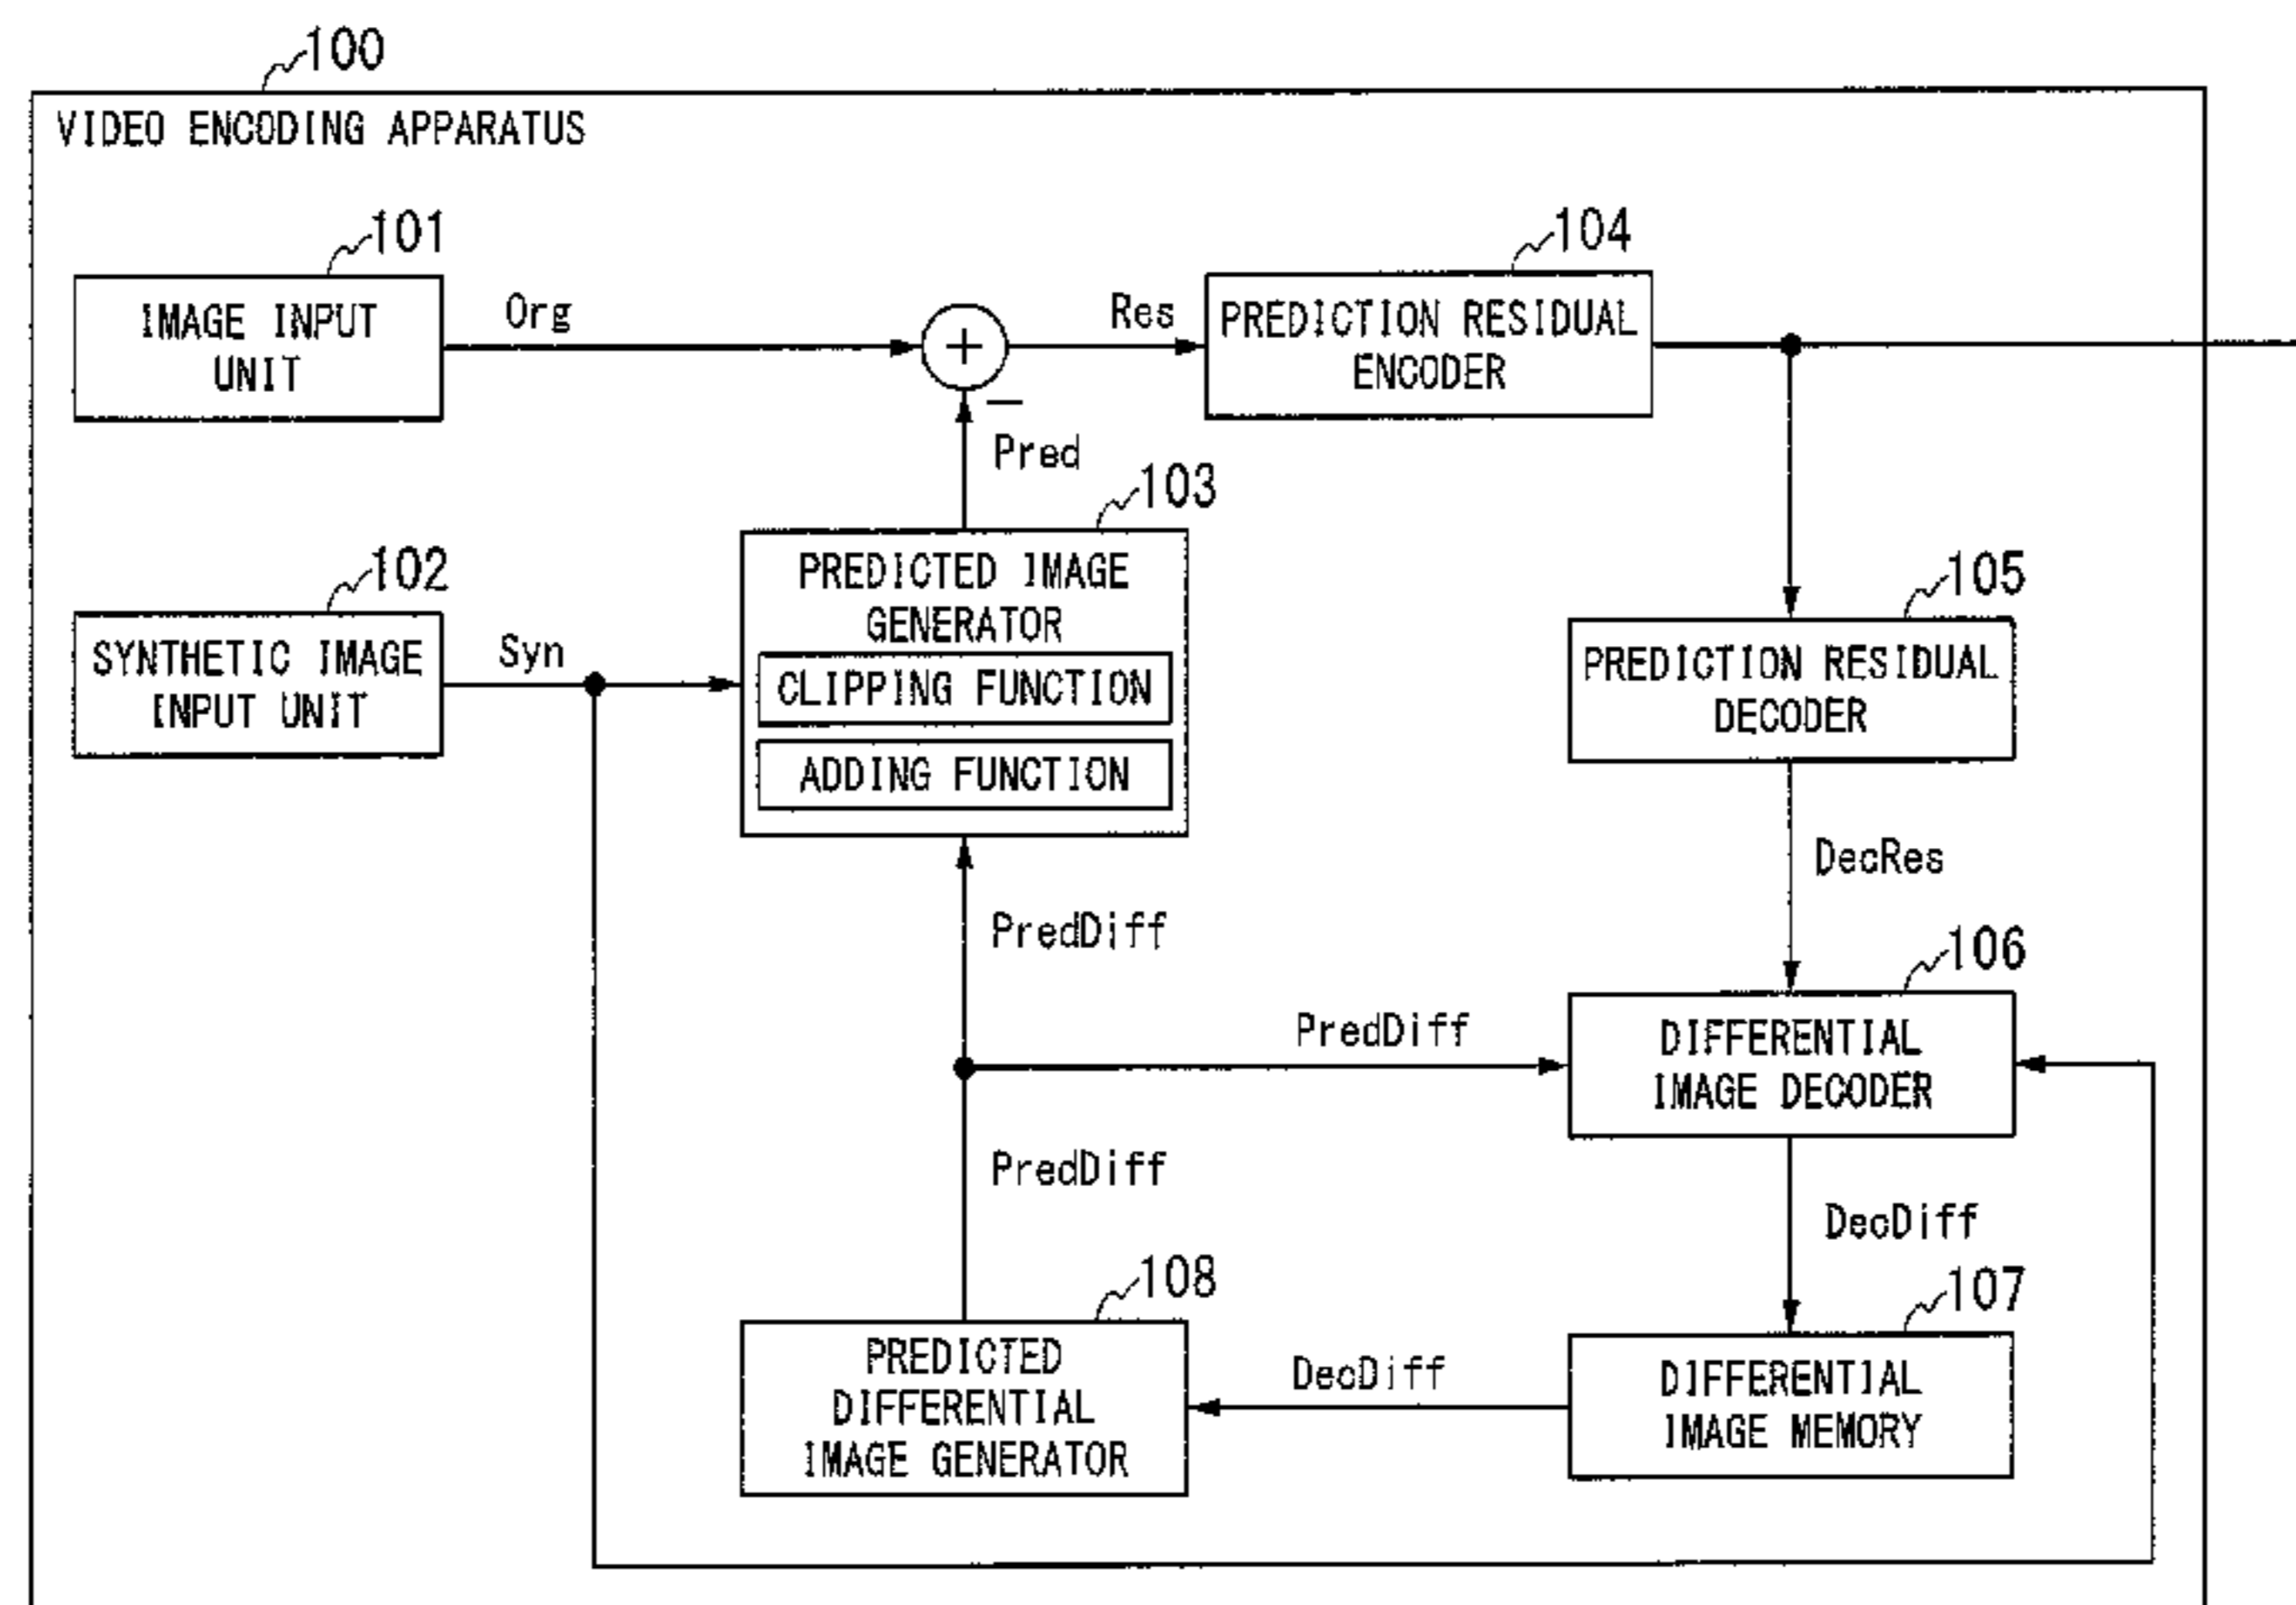 100
VIDEO ENCODING APPARATUS
101
IMAGE INPUT
UNIT
Org
+
−
Res
104
PREDICTION RESIDUAL
ENCODER
Pred
103
PREDICTED IMAGE
GENERATOR
CLIPPING FUNCTION
ADDING FUNCTION
102
SYNTHETIC IMAGE
INPUT UNIT
Syn
105
PREDICTION RESIDUAL
DECODER
DecRes
PredDiff
106
PredDiff
DIFFERENTIAL
IMAGE DECODER
PredDiff
DecDiff
108
PREDICTED
DIFFERENTIAL
IMAGE GENERATOR
DecDiff
107
DIFFERENTIAL
IMAGE MEMORY